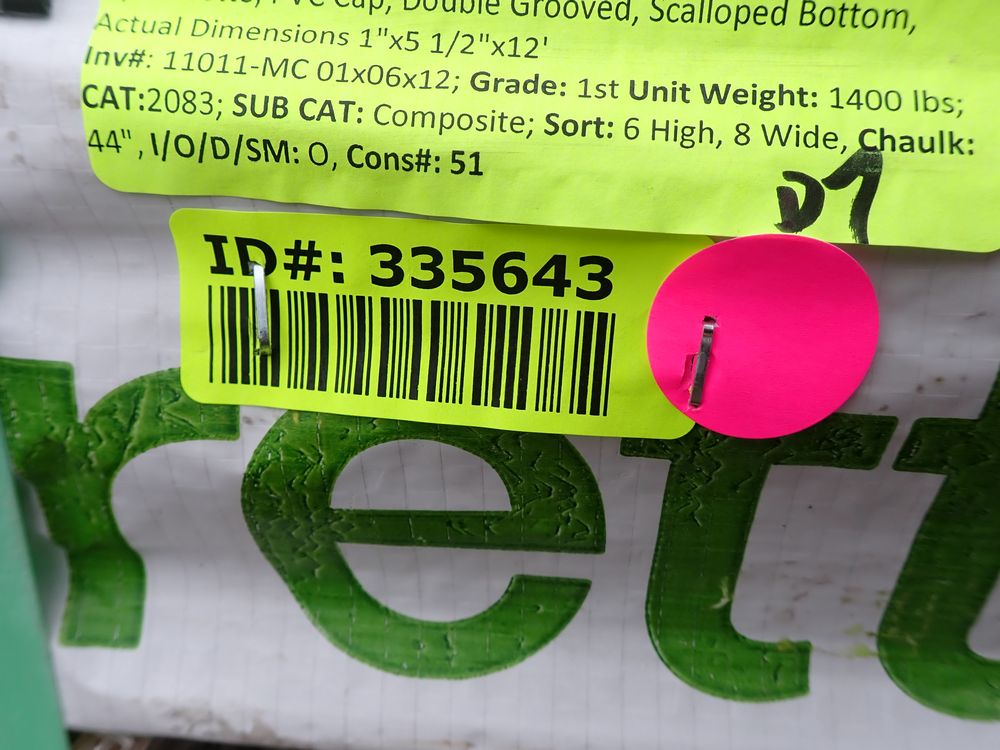 PVC Cap, Double Grooved, Scalloped Bottom,
Actual Dimensions 1"x5 1/2"x12'
Inv#: 11011-MC 01x06x12; Grade: 1st Unit Weight: 1400 lbs;
CAT:2083; SUB CAT: Composite; Sort: 6 High, 8 Wide, Chaulk:
44", I/O/D/SM: O, Cons#: 51
D1
ID#: 335643
rett